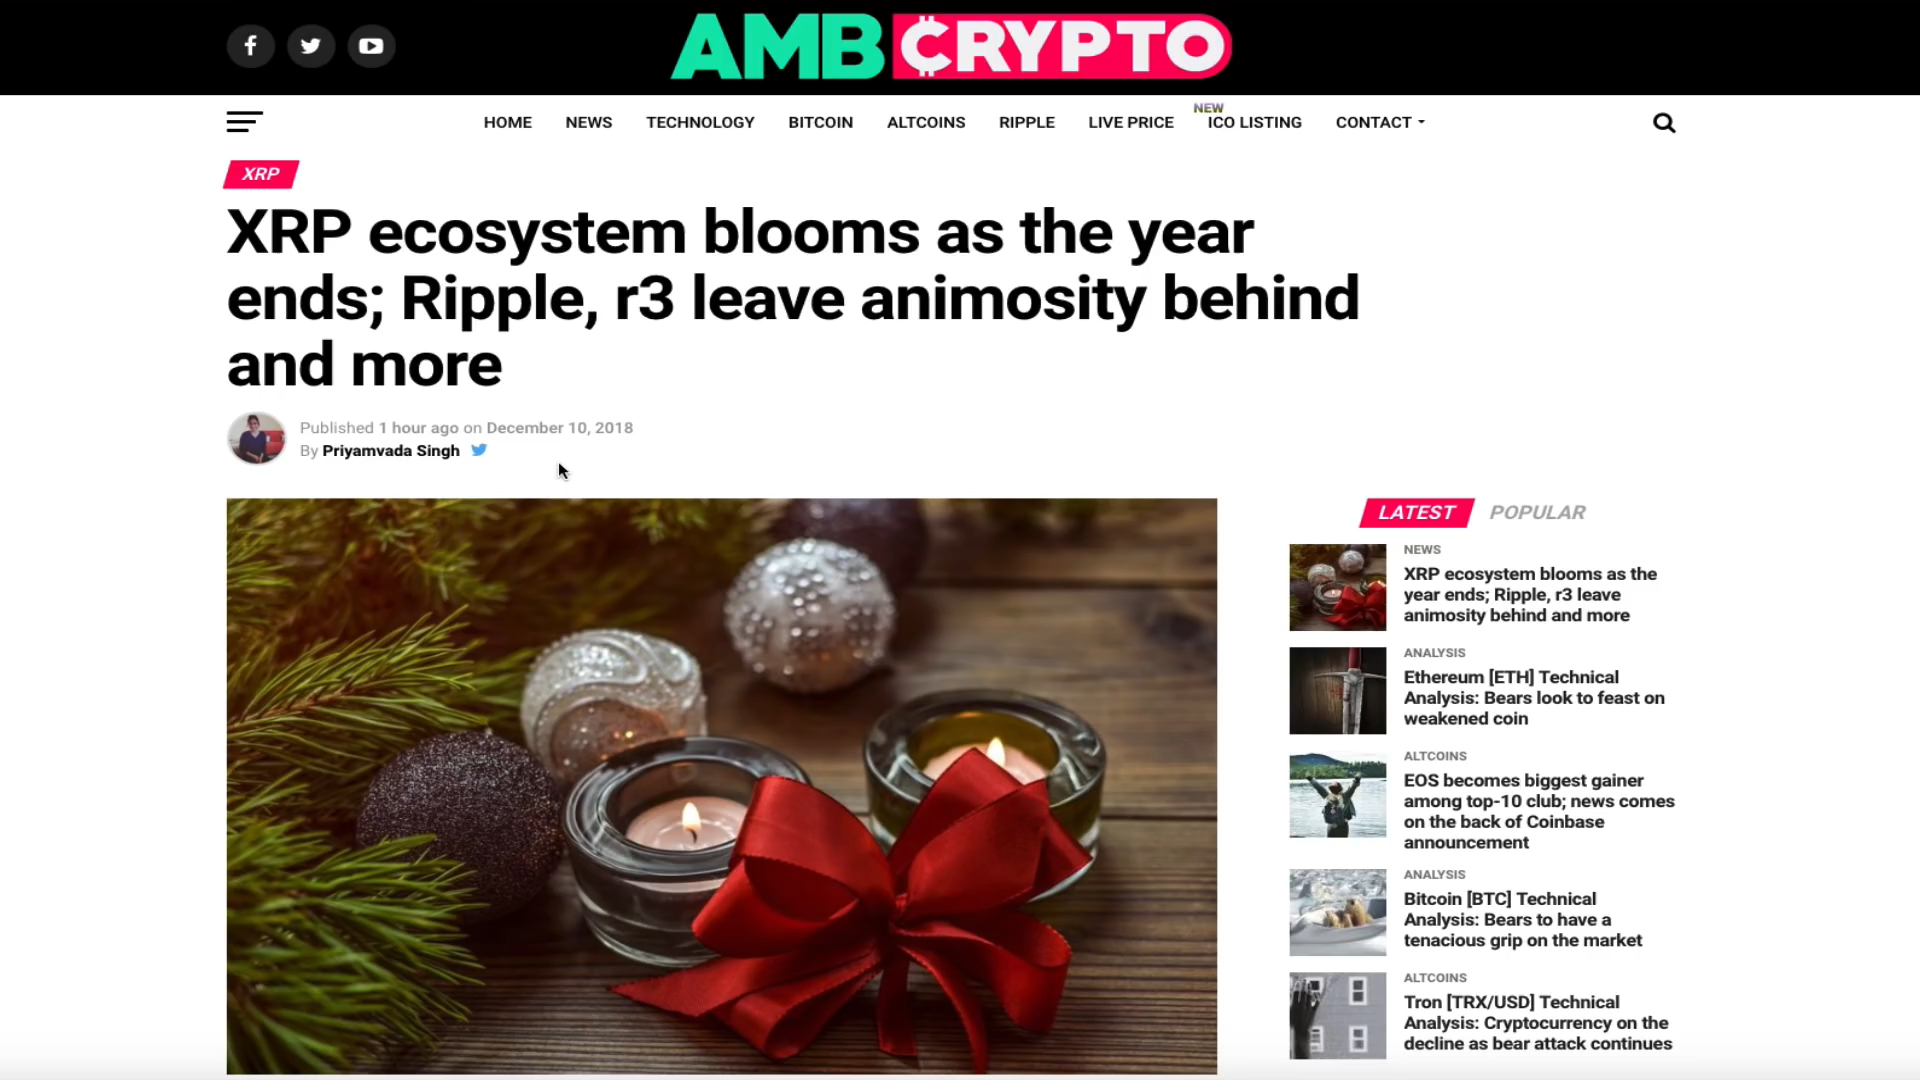 AMBCRYPTO
HOME NEWS TECHNOLOGY BITCOIN ALTCOINS RIPPLE LIVE PRICE NEW ICO LISTING CONTACT
XRP
XRP ecosystem blooms as the year
ends; Ripple, r3 leave animosity behind
and more
Published 1 hour ago on December 10, 2018
By Priyamvada Singh
LATEST POPULAR
NEWS
XRP ecosystem blooms as the
year ends; Ripple, r3 leave
animosity behind and more
ANALYSIS
Ethereum [ETH] Technical
Analysis: Bears look to feast on
weakened coin
ALTCOINS
EOS becomes biggest gainer
among top-10 club; news comes
on the back of Coinbase
announcement
ANALYSIS
Bitcoin [BTC] Technical
Analysis: Bears to have a
tenacious grip on the market
ALTCOINS
Tron [TRX/USD] Technical
Analysis: Cryptocurrency on the
decline as bear attack continues